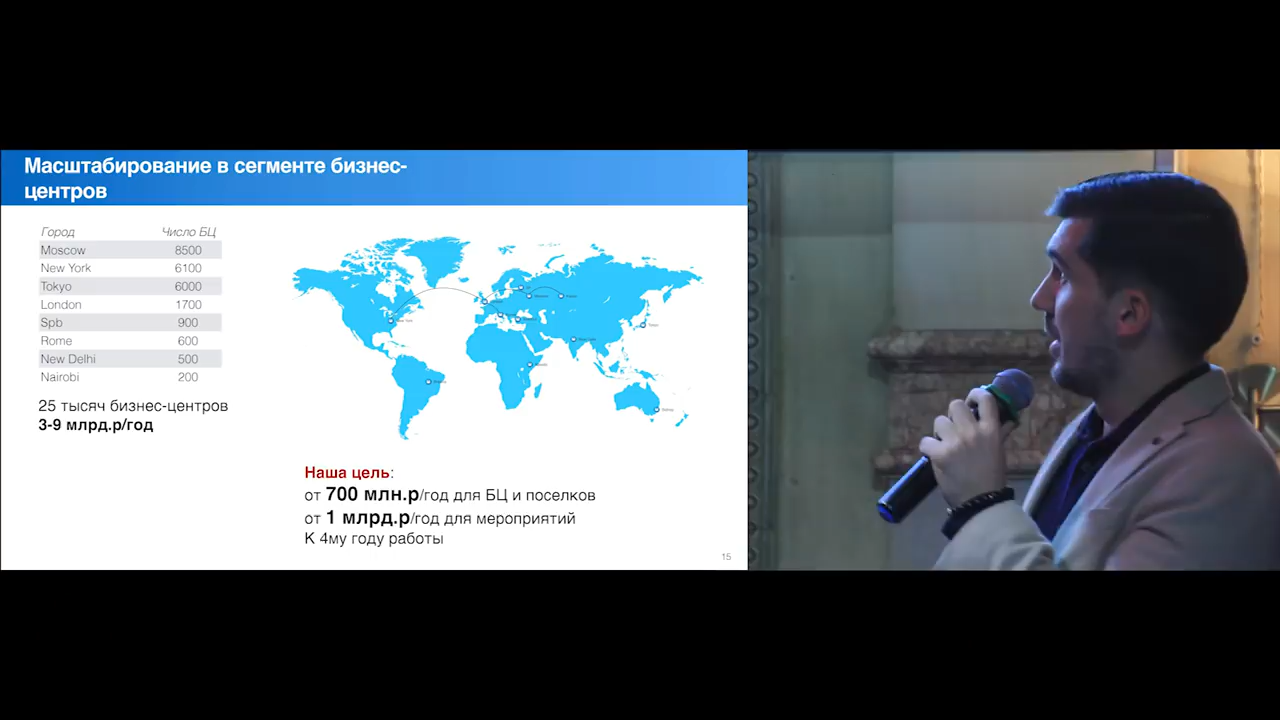 Масштабирование в сегменте бизнес-
центров
Город Число БЦ
Moscow 8500
New York 6100
Tokyo 6000
London 1700
Spb 900
Rome 600
New Delhi 500
Nairobi 200
25 тысяч бизнес-центров
3-9 млрд.р/год
Наша цель:
от 700 млн.р/год для БЦ и поселков
от 1 млрд.р/год для мероприятий
К 4му году работы
15